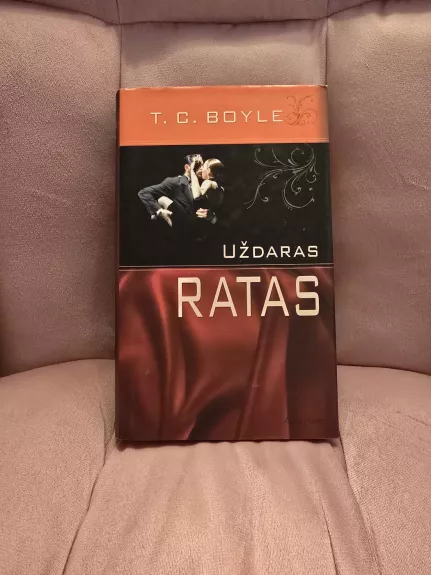 T. C. BOYLE
UŽDARAS
RATAS